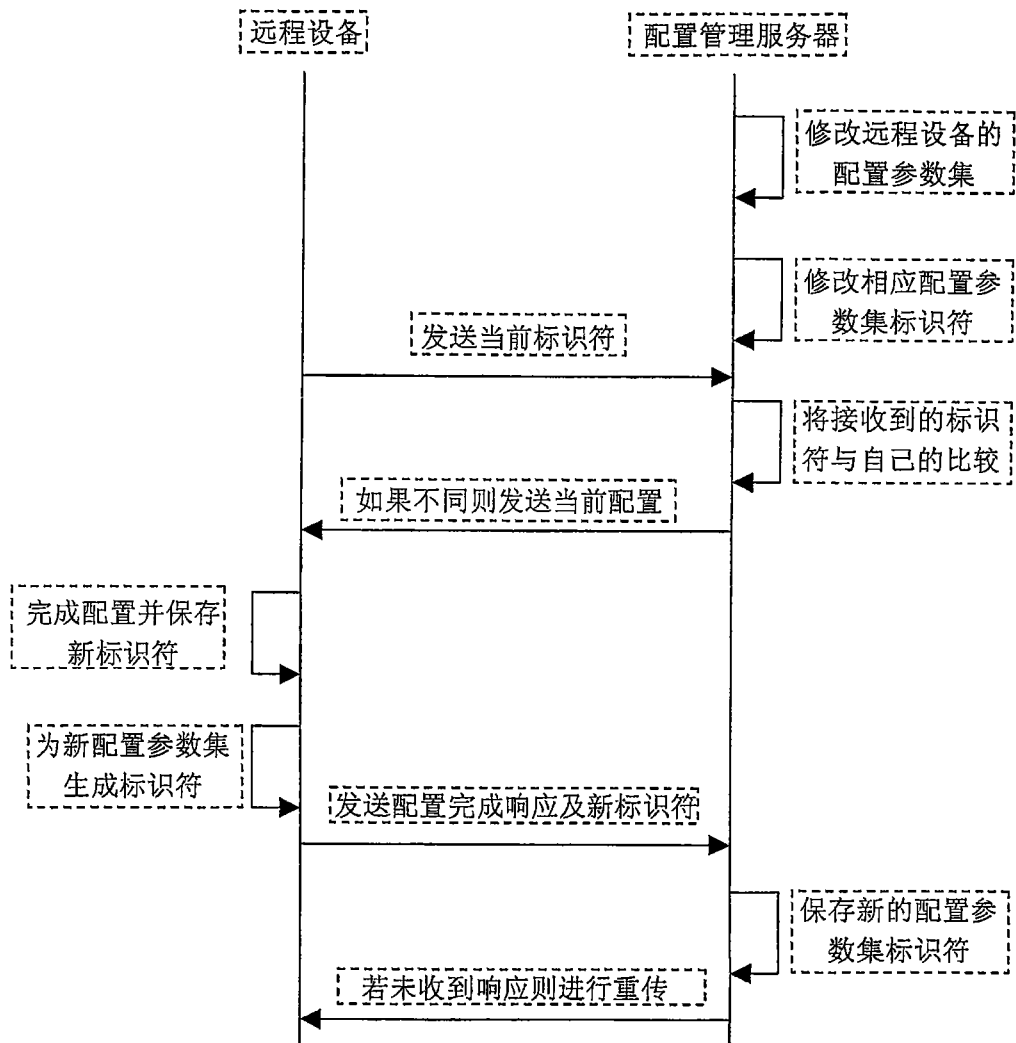 远程设备
配置管理服务器
修改远程设备的
配置参数集
修改相应配置参
数集标识符
发送当前标识符
将接收到的标识
符与自己的比较
如果不同则发送当前配置
完成配置并保存
新标识符
为新配置参数集
生成标识符
发送配置完成响应及新标识符
保存新的配置参
数集标识符
若未收到响应则进行重传